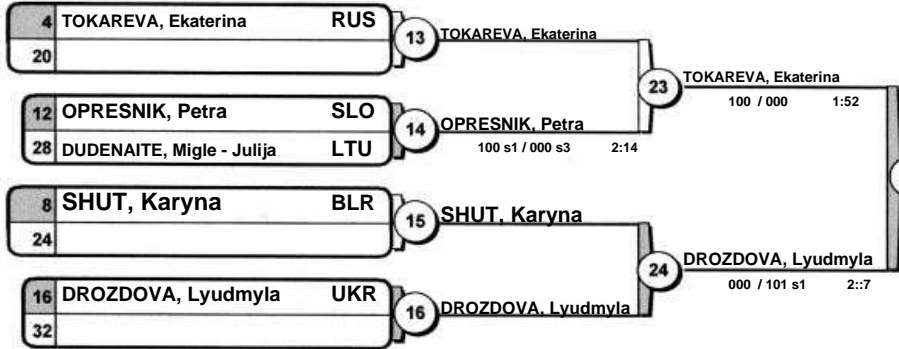 4 TOKAREVA, Ekaterina RUS
20
13 TOKAREVA, Ekaterina
12 OPRESNIK, Petra SLO
28 DUDENAITE, Migle - Julija LTU
14 OPRESNIK, Petra
100 s1 / 000 s3 2:14
23 TOKAREVA, Ekaterina
100 / 000 1:52
8 SHUT, Karyna BLR
24
15 SHUT, Karyna
16 DROZDOVA, Lyudmyla UKR
32
16 DROZDOVA, Lyudmyla
24 DROZDOVA, Lyudmyla
000 / 101 s1 2::7